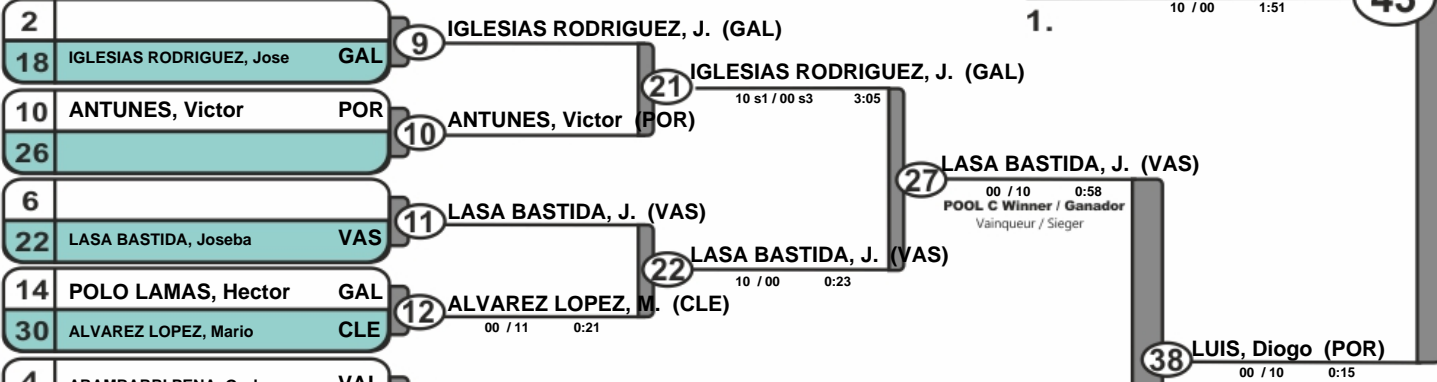 2
18 IGLESIAS RODRIGUEZ, Jose GAL
9
IGLESIAS RODRIGUEZ, J. (GAL)
10 ANTUNES, Victor POR
26
10
ANTUNES, Victor (POR)
21
IGLESIAS RODRIGUEZ, J. (GAL)
10 s1 / 00 s3 3:05
6
22 LASA BASTIDA, Joseba VAS
11
LASA BASTIDA, J. (VAS)
14 POLO LAMAS, Hector GAL
30 ALVAREZ LOPEZ, Mario CLE
12
ALVAREZ LOPEZ, M. (CLE)
00 / 11 0:21
22
LASA BASTIDA, J. (VAS)
10 / 00 0:23
27
LASA BASTIDA, J. (VAS)
00 / 10 0:58
POOL C Winner / Ganador
Vainqueur / Sieger
10 / 00 1:51
1.
38
LUIS, Diogo (POR)
00 / 10 0:15